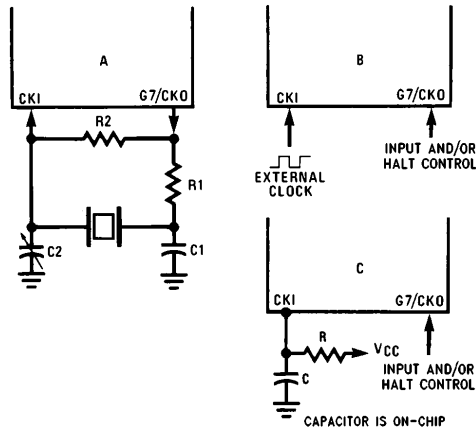 A
CKI
G7/CKO
R2
R1
C2
C1
B
CKI
G7/CKO
EXTERNAL
CLOCK
INPUT AND/OR
HALT CONTROL
C
CKI
G7/CKO
R
VCC
C
INPUT AND/OR
HALT CONTROL
CAPACITOR IS ON-CHIP